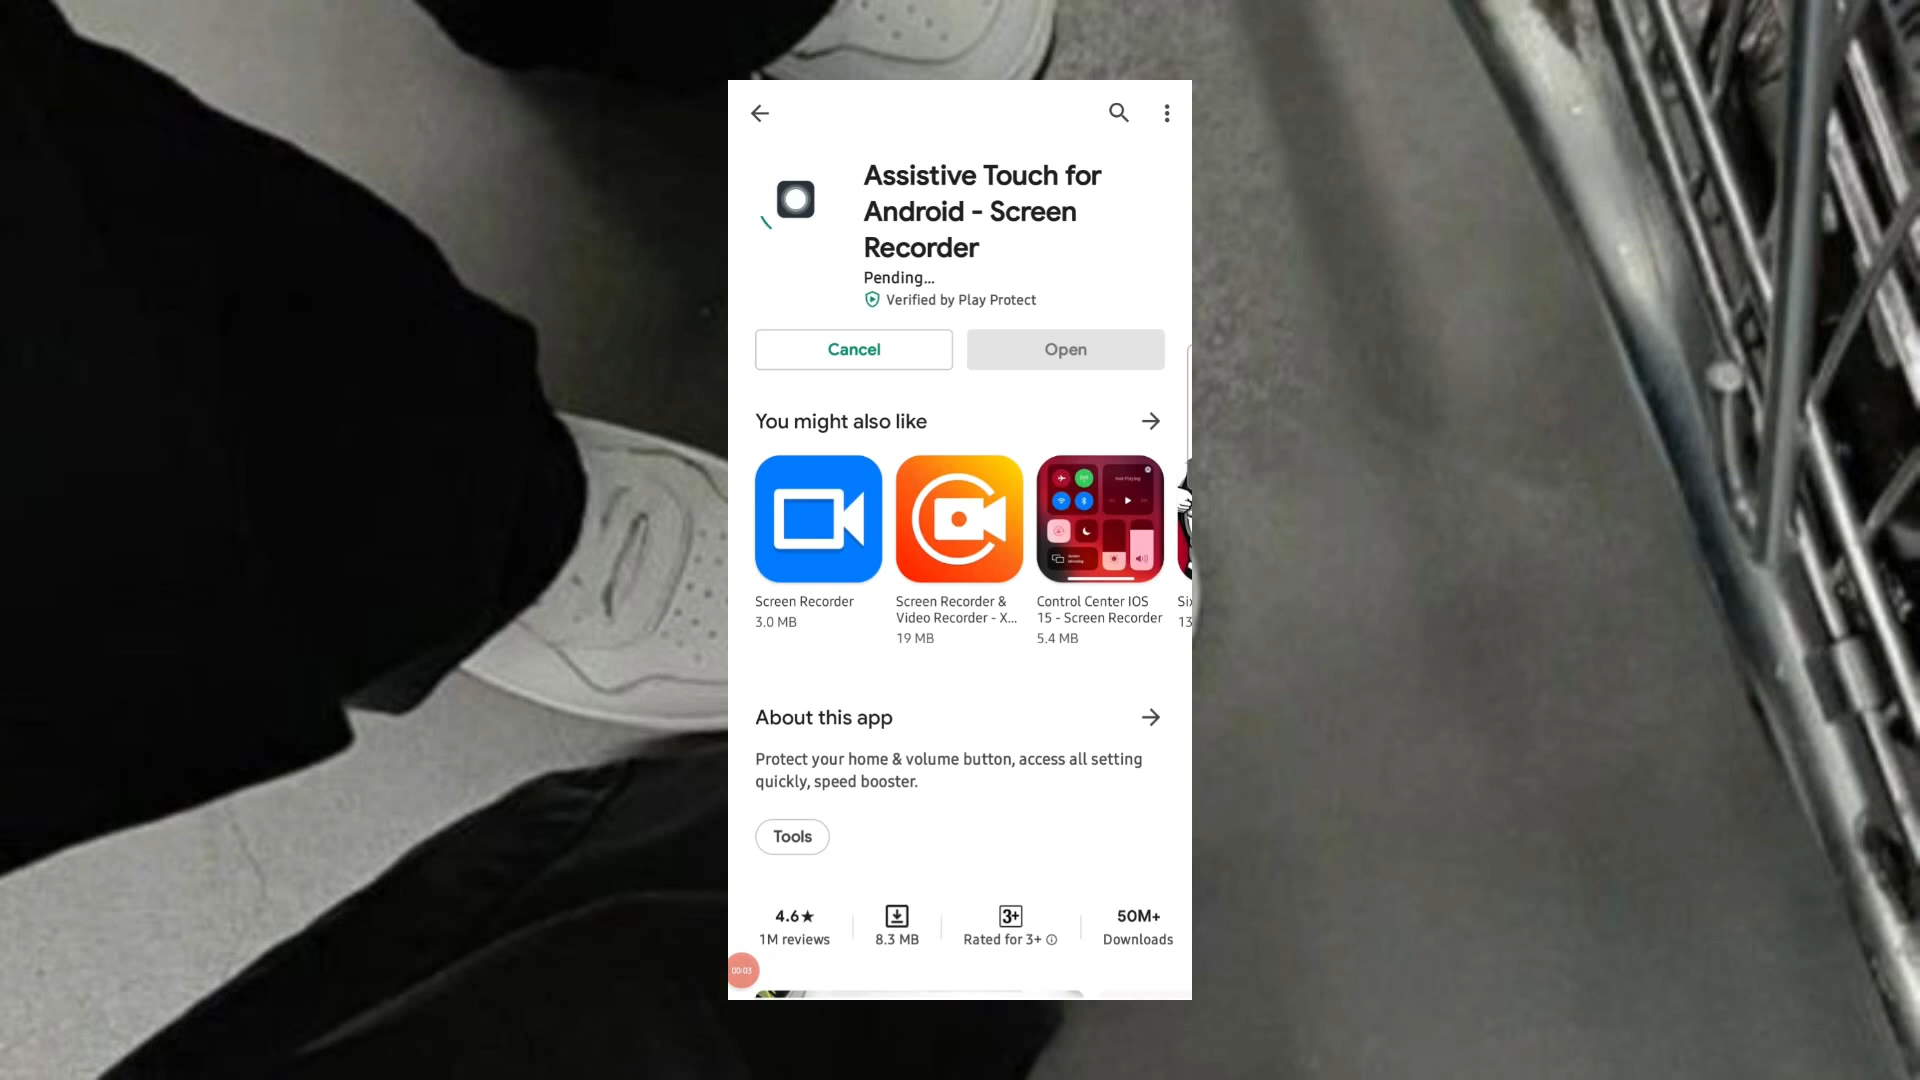 Assistive Touch for
Android - Screen
Recorder
Pending...
Verified by Play Protect
Cancel
Open
You might also like
Screen Recorder
3.0 MB
Screen Recorder &
Video Recorder - X...
19 MB
Control Center IOS
15 - Screen Recorder
5.4 MB
Six
13
About this app
Protect your home & volume button, access all setting
quickly, speed booster.
Tools
4.6★
1M reviews
8.3 MB
3+
Rated for 3+
50M+
Downloads
00:03